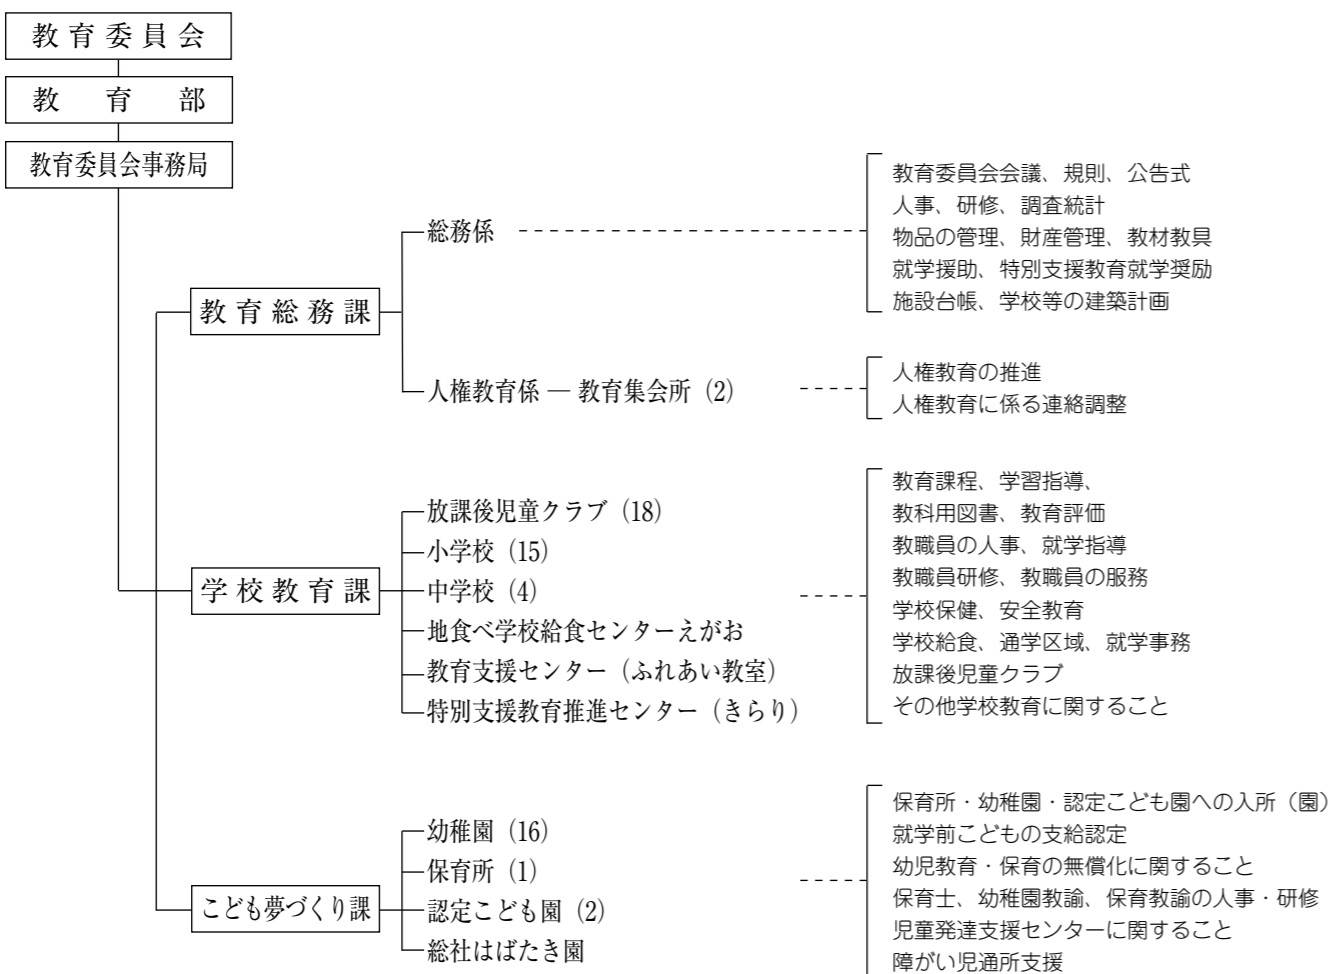 教育委員会
教育部
教育委員会事務局
教育総務課
総務係
教育委員会会議、規則、公告式
人事、研修、調査統計
物品の管理、財産管理、教材教具
就学援助、特別支援教育就学奨励
施設台帳、学校等の建築計画
人権教育係 ― 教育集会所（2）
人権教育の推進
人権教育に係る連絡調整
学校教育課
放課後児童クラブ（18）
小学校（15）
中学校（4）
地食べ学校給食センターえがお
教育支援センター（ふれあい教室）
特別支援教育推進センター（きらり）
教育課程、学習指導、
教科用図書、教育評価
教職員の人事、就学指導
教職員研修、教職員の服務
学校保健、安全教育
学校給食、通学区域、就学事務
放課後児童クラブ
その他学校教育に関すること
こども夢づくり課
幼稚園（16）
保育所（1）
認定こども園（2）
総社はばたき園
保育所・幼稚園・認定こども園への入所（園）
就学前こどもの支給認定
幼児教育・保育の無償化に関すること
保育士、幼稚園教諭、保育教諭の人事・研修
児童発達支援センターに関すること
障がい児通所支援